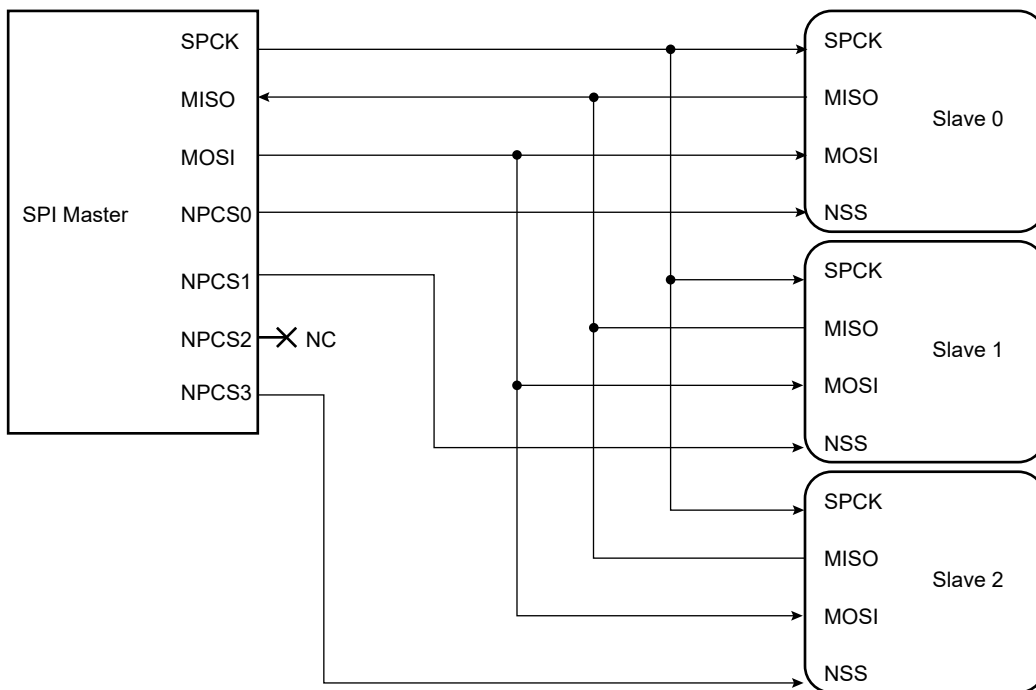 SPI Master
SPCK
MISO
MOSI
NPCS0
NPCS1
NPCS2
NC
NPCS3
SPCK
MISO
Slave 0
MOSI
NSS
SPCK
MISO
Slave 1
MOSI
NSS
SPCK
MISO
Slave 2
MOSI
NSS